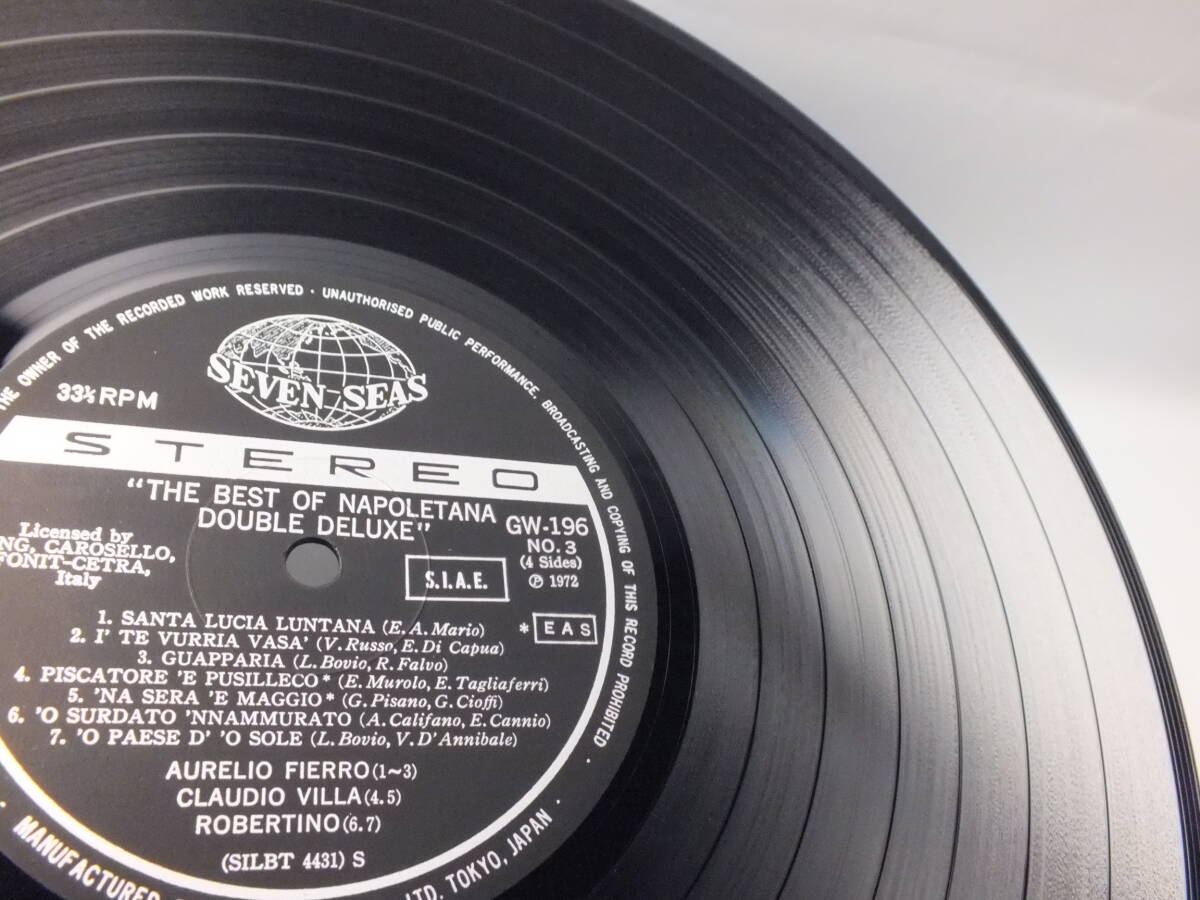 THE OWNER OF THE RECORDED WORK RESERVED · UNAUTHORISED PUBLIC PERFORMANCE, BROADCASTING AND COPYING OF THIS RECORD PROHIBITED
SEVEN SEAS
33⅓ RPM
STEREO
"THE BEST OF NAPOLETANA
DOUBLE DELUXE"
GW-196
NO. 3
(4 Sides)
℗ 1972
Licensed by
CAROSELLO,
FONIT-CETRA,
Italy
S.I.A.E.
* EAS
1. SANTA LUCIA LUNTANA (E. A. Mario)
2. I' TE VURRIA VASA' (V. Russo, E. Di Capua)
3. GUAPPARIA (L. Bovio, R. Falvo)
4. PISCATORE 'E PUSILLECO * (E. Murolo, E. Tagliaferri)
5. 'NA SERA 'E MAGGIO * (G. Pisano, G. Cioffi)
6. 'O SURDATO 'NNAMMURATO (A. Califano, E. Cannio)
7. 'O PAESE D' 'O SOLE (L. Bovio, V. D'Annibale)
AURELIO FIERRO (1~3)
CLAUDIO VILLA (4.5)
ROBERTINO (6.7)
(SILBT 4431) S
· MANUFACTURED
LTD. TOKYO, JAPAN ·